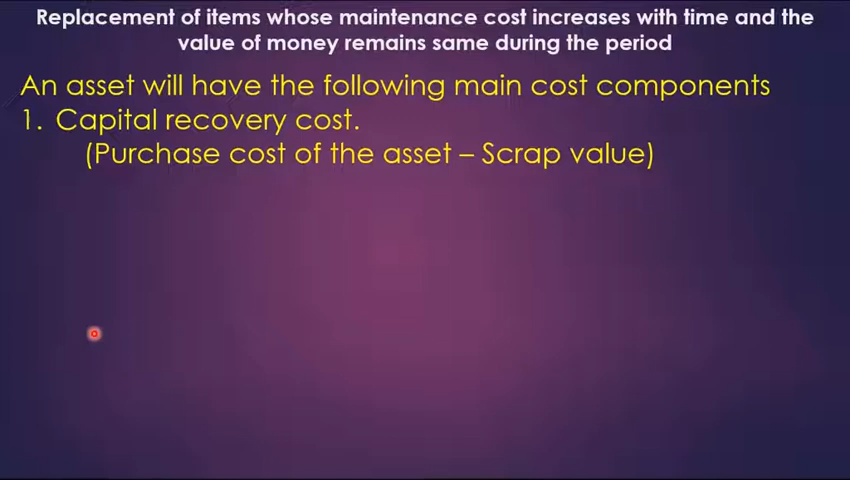 Replacement of items whose maintenance cost increases with time and the
value of money remains same during the period
An asset will have the following main cost components
1. Capital recovery cost.
(Purchase cost of the asset – Scrap value)